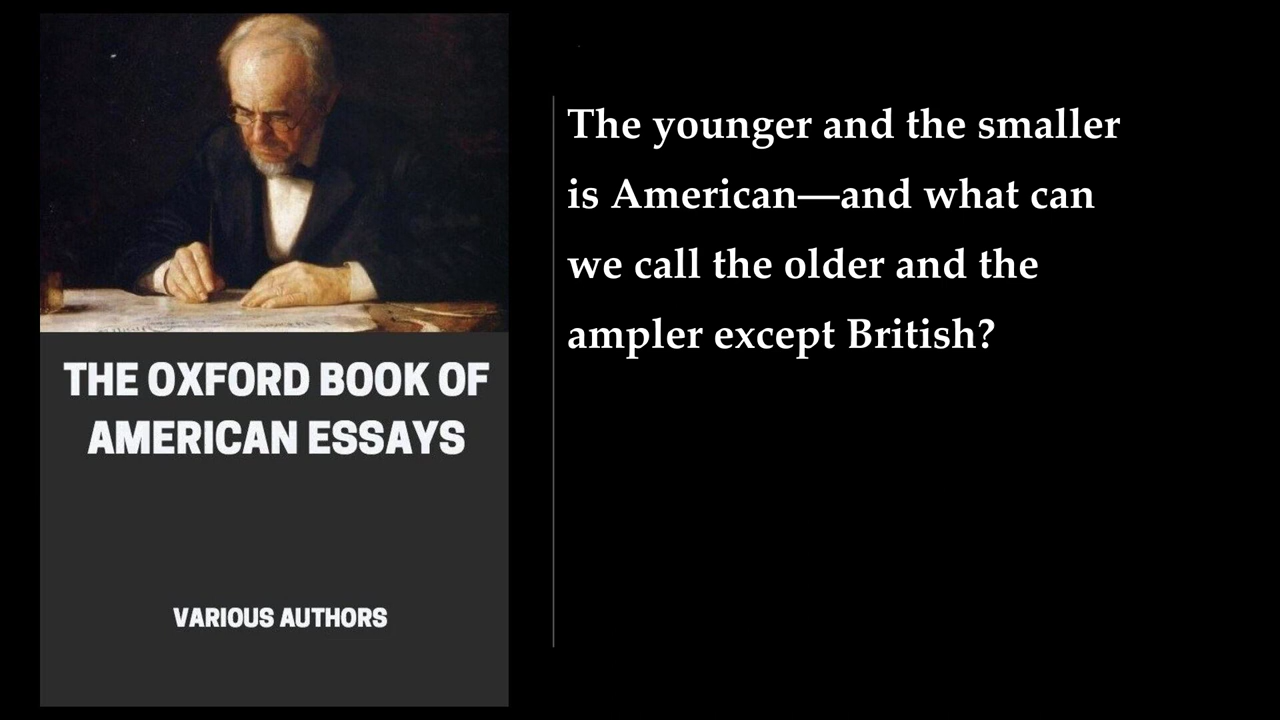 THE OXFORD BOOK OF
AMERICAN ESSAYS
VARIOUS AUTHORS
The younger and the smaller
is American—and what can
we call the older and the
ampler except British?